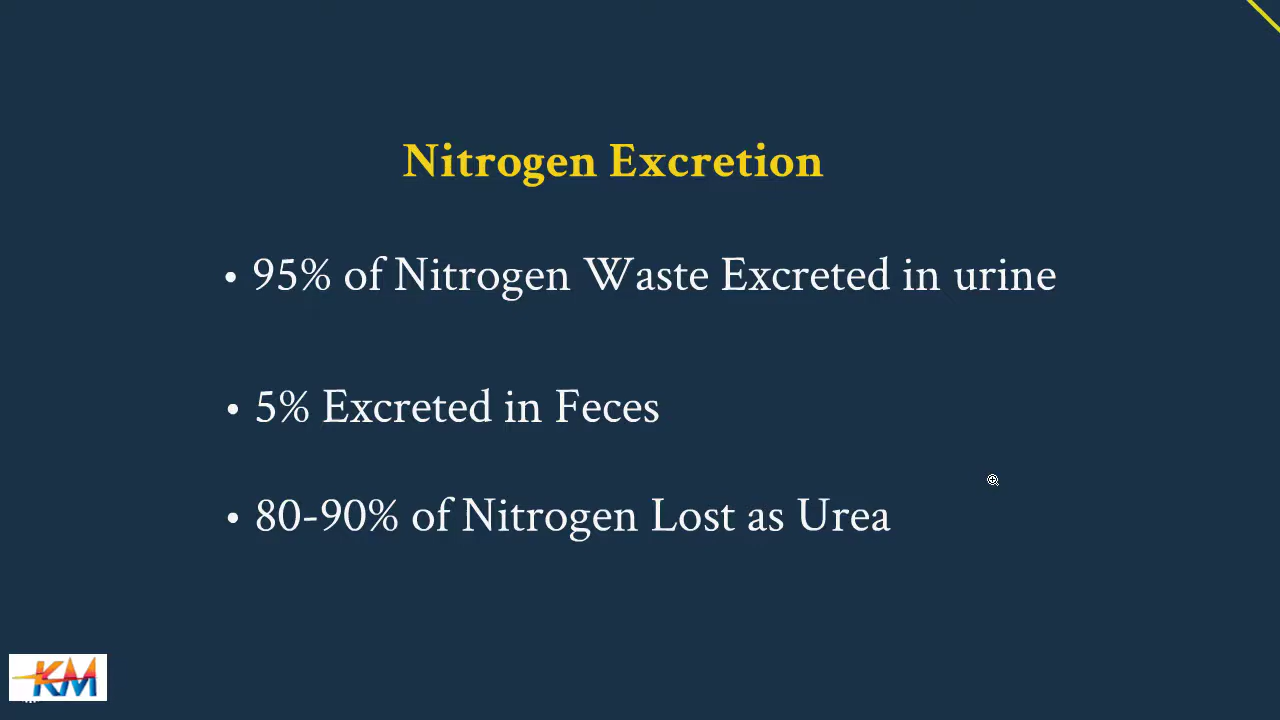 Nitrogen Excretion
• 95% of Nitrogen Waste Excreted in urine
• 5% Excreted in Feces
• 80-90% of Nitrogen Lost as Urea
KM